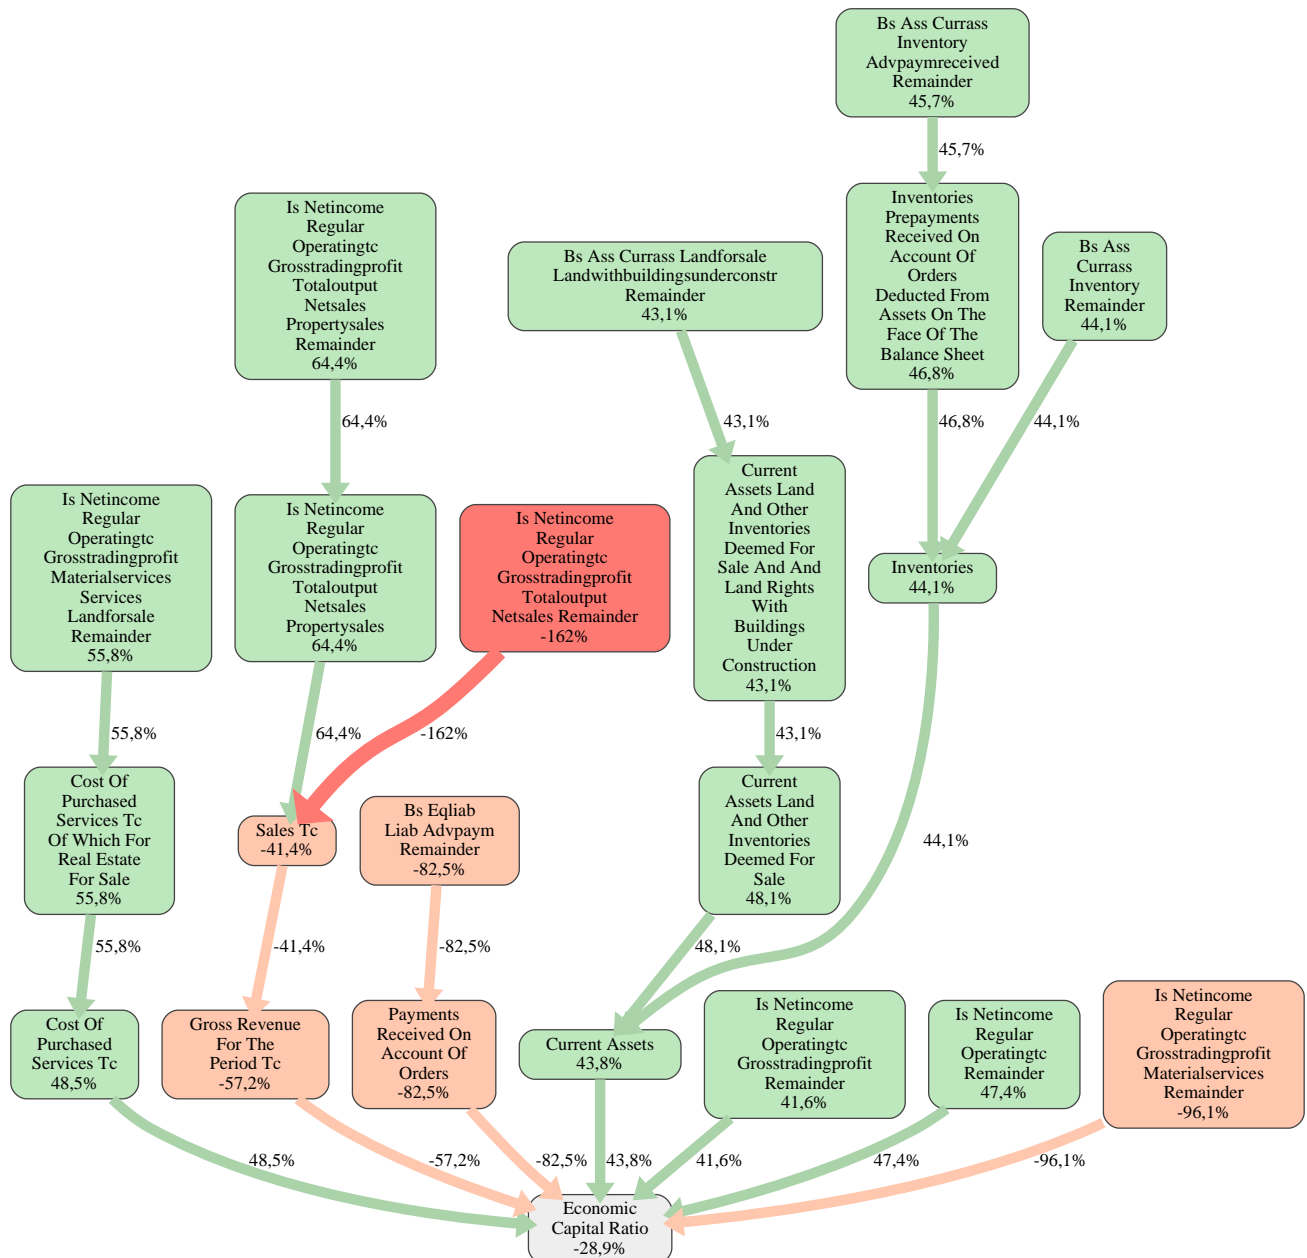 Bs Ass Currass
Inventory
Advpaymreceived
Remainder
45,7%
45,7%
Is Netincome
Regular
Operatingtc
Grosstradingprofit
Totaloutput
Netsales
Propertysales
Remainder
64,4%
Bs Ass Currass Landforsale
Landwithbuildingsunderconstr
Remainder
43,1%
Inventories
Prepayments
Received On
Account Of
Orders
Deducted From
Assets On The
Face Of The
Balance Sheet
46,8%
Bs Ass
Currass
Inventory
Remainder
44,1%
64,4%
43,1%
46,8%
44,1%
Is Netincome
Regular
Operatingtc
Grosstradingprofit
Materialservices
Services
Landforsale
Remainder
55,8%
Is Netincome
Regular
Operatingtc
Grosstradingprofit
Totaloutput
Netsales
Propertysales
64,4%
Is Netincome
Regular
Operatingtc
Grosstradingprofit
Totaloutput
Netsales Remainder
-162%
Current
Assets Land
And Other
Inventories
Deemed For
Sale And And
Land Rights
With
Buildings
Under
Construction
43,1%
Inventories
44,1%
55,8%
64,4%
-162%
43,1%
Cost Of
Purchased
Services Tc
Of Which For
Real Estate
For Sale
55,8%
Sales Tc
-41,4%
Bs Eqliab
Liab Advpaym
Remainder
-82,5%
Current
Assets Land
And Other
Inventories
Deemed For
Sale
48,1%
44,1%
55,8%
-41,4%
-82,5%
48,1%
Cost Of
Purchased
Services Tc
48,5%
Gross Revenue
For The
Period Tc
-57,2%
Payments
Received On
Account Of
Orders
-82,5%
Current Assets
43,8%
Is Netincome
Regular
Operatingtc
Grosstradingprofit
Remainder
41,6%
Is Netincome
Regular
Operatingtc
Remainder
47,4%
Is Netincome
Regular
Operatingtc
Grosstradingprofit
Materialservices
Remainder
-96,1%
48,5%
-57,2%
-82,5%
43,8%
41,6%
47,4%
-96,1%
Economic
Capital Ratio
-28,9%